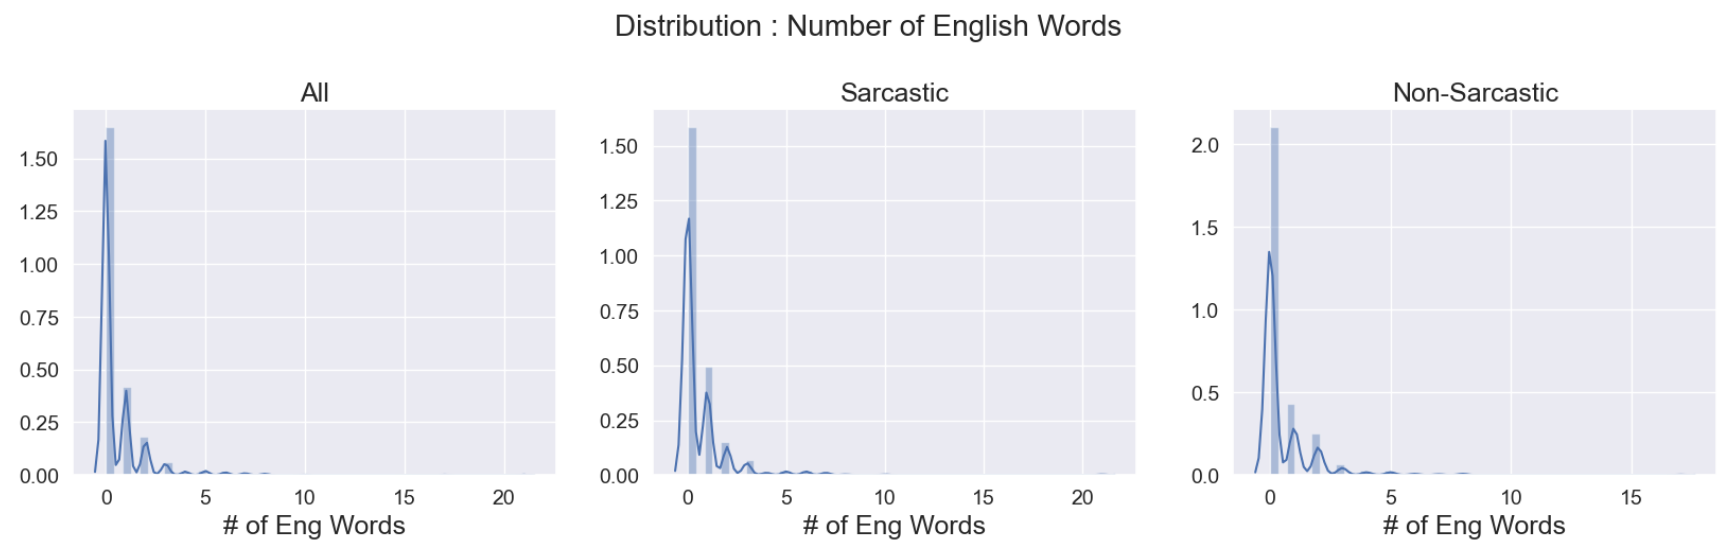 Distribution : Number of English Words
All
1.50
1.25
1.00
0.75
0.50
0.25
0.00
0 5 10 15 20
# of Eng Words
Sarcastic
1.50
1.25
1.00
0.75
0.50
0.25
0.00
0 5 10 15 20
# of Eng Words
Non-Sarcastic
2.0
1.5
1.0
0.5
0.0
0 5 10 15
# of Eng Words